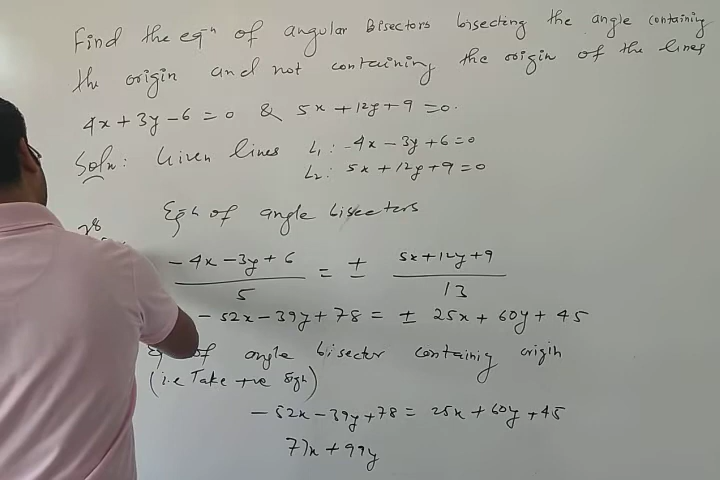 Find the eqⁿ of angular Bisectors bisecting the angle containing
the origin and not containining the origin of the lines
4x + 3y - 6 = 0 & 5x + 12y + 9 = 0.
Soln: Given lines L₁: -4x - 3y + 6 = 0
L₂: 5x + 12y + 9 = 0
Eqⁿ of angle bisectors
-4x - 3y + 6 / 5 = ± 5x + 12y + 9 / 13
-52x - 39y + 78 = ± 25x + 60y + 45
of angle bisector containing origin
(i.e Take +ve sign)
-52x - 39y + 78 = 25x + 60y + 45
77x + 99y